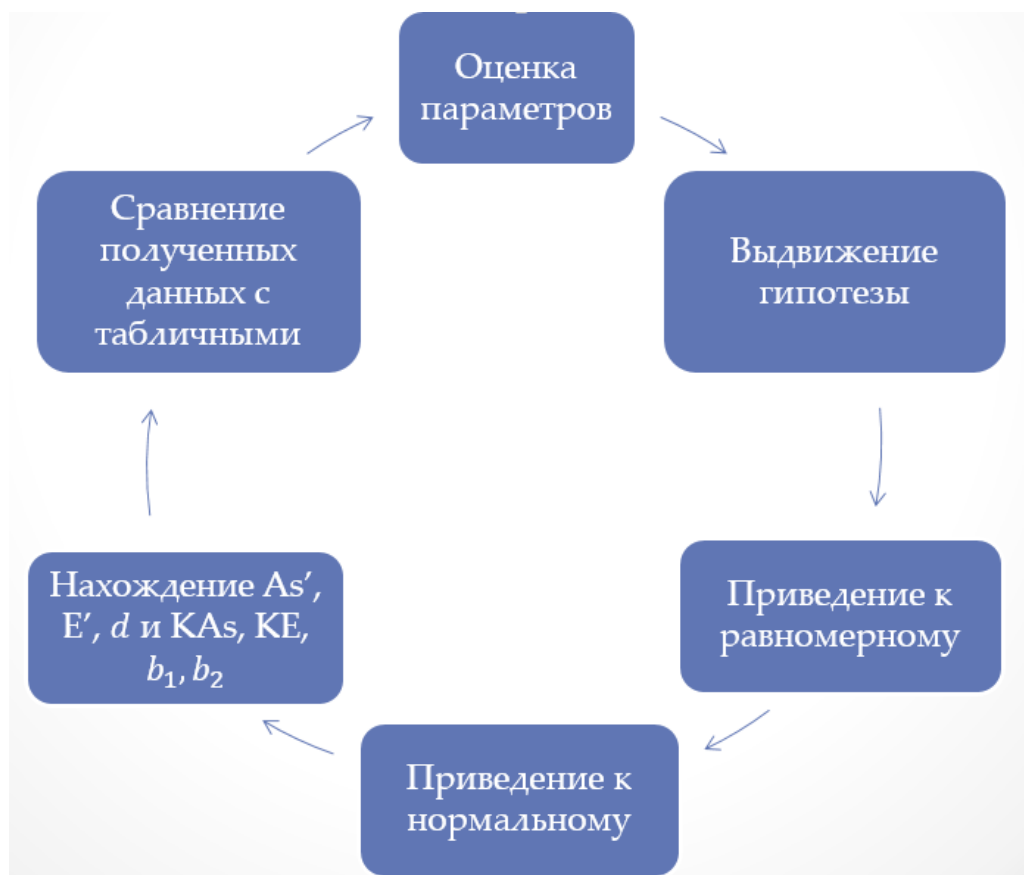 Оценка
параметров
Выдвижение
гипотезы
Приведение к
равномерному
Приведение к
нормальному
Нахождение As’,
E’, d и KAs, KE,
b₁, b₂
Сравнение
полученных
данных с
табличными